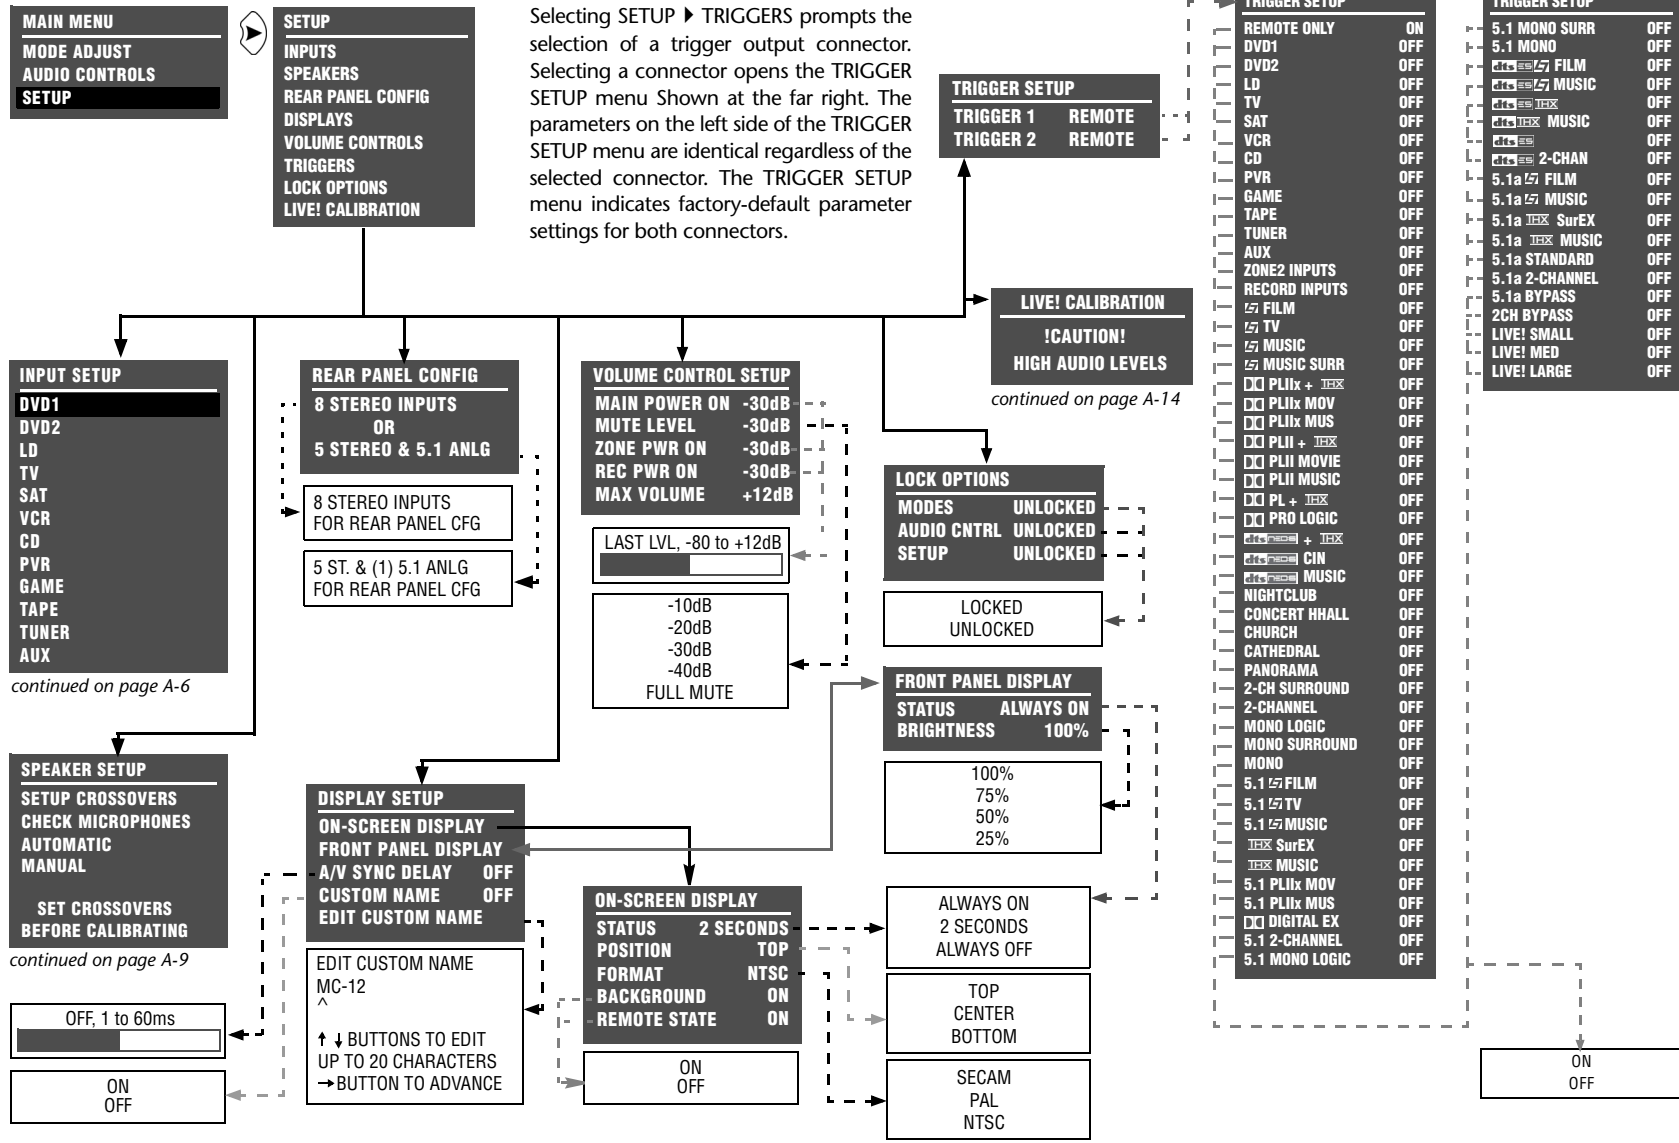 MAIN MENU
MODE ADJUST
AUDIO CONTROLS
SETUP
SETUP
INPUTS
SPEAKERS
REAR PANEL CONFIG
DISPLAYS
VOLUME CONTROLS
TRIGGERS
LOCK OPTIONS
LIVE! CALIBRATION
Selecting SETUP ▶ TRIGGERS prompts the
selection of a trigger output connector.
Selecting a connector opens the TRIGGER
SETUP menu Shown at the far right. The
parameters on the left side of the TRIGGER
SETUP menu are identical regardless of the
selected connector. The TRIGGER SETUP
menu indicates factory-default parameter
settings for both connectors.
TRIGGER SETUP
TRIGGER 1 REMOTE
TRIGGER 2 REMOTE
LIVE! CALIBRATION
!CAUTION!
HIGH AUDIO LEVELS
continued on page A-14
INPUT SETUP
DVD1
DVD2
LD
TV
SAT
VCR
CD
PVR
GAME
TAPE
TUNER
AUX
continued on page A-6
REAR PANEL CONFIG
8 STEREO INPUTS
OR
5 STEREO & 5.1 ANLG
8 STEREO INPUTS
FOR REAR PANEL CFG
5 ST. & (1) 5.1 ANLG
FOR REAR PANEL CFG
VOLUME CONTROL SETUP
MAIN POWER ON -30dB
MUTE LEVEL -30dB
ZONE PWR ON -30dB
REC PWR ON -30dB
MAX VOLUME +12dB
LAST LVL, -80 to +12dB
-10dB
-20dB
-30dB
-40dB
FULL MUTE
LOCK OPTIONS
MODES UNLOCKED
AUDIO CNTRL UNLOCKED
SETUP UNLOCKED
LOCKED
UNLOCKED
FRONT PANEL DISPLAY
STATUS ALWAYS ON
BRIGHTNESS 100%
100%
75%
50%
25%
SPEAKER SETUP
SETUP CROSSOVERS
CHECK MICROPHONES
AUTOMATIC
MANUAL
SET CROSSOVERS
BEFORE CALIBRATING
continued on page A-9
DISPLAY SETUP
ON-SCREEN DISPLAY
FRONT PANEL DISPLAY
A/V SYNC DELAY OFF
CUSTOM NAME OFF
EDIT CUSTOM NAME
OFF, 1 to 60ms
ON
OFF
EDIT CUSTOM NAME
MC-12
^
↑ ↓ BUTTONS TO EDIT
UP TO 20 CHARACTERS
→ BUTTON TO ADVANCE
ON-SCREEN DISPLAY
STATUS 2 SECONDS
POSITION TOP
FORMAT NTSC
BACKGROUND ON
REMOTE STATE ON
ON
OFF
ALWAYS ON
2 SECONDS
ALWAYS OFF
TOP
CENTER
BOTTOM
SECAM
PAL
NTSC
TRIGGER SETUP
REMOTE ONLY ON
DVD1 OFF
DVD2 OFF
LD OFF
TV OFF
SAT OFF
VCR OFF
CD OFF
PVR OFF
GAME OFF
TAPE OFF
TUNER OFF
AUX OFF
ZONE2 INPUTS OFF
RECORD INPUTS OFF
FILM OFF
TV OFF
MUSIC OFF
MUSIC SURR OFF
PLIIx + THX OFF
PLIIx MOV OFF
PLIIx MUS OFF
PLII + THX OFF
PLII MOVIE OFF
PLII MUSIC OFF
PL + THX OFF
PRO LOGIC OFF
dts NEO6 + THX OFF
dts NEO6 CIN OFF
dts NEO6 MUSIC OFF
NIGHTCLUB OFF
CONCERT HHALL OFF
CHURCH OFF
CATHEDRAL OFF
PANORAMA OFF
2-CH SURROUND OFF
2-CHANNEL OFF
MONO LOGIC OFF
MONO SURROUND OFF
MONO OFF
5.1 FILM OFF
5.1 TV OFF
5.1 MUSIC OFF
THX SurEX OFF
THX MUSIC OFF
5.1 PLIIx MOV OFF
5.1 PLIIx MUS OFF
DIGITAL EX OFF
5.1 2-CHANNEL OFF
5.1 MONO LOGIC OFF
TRIGGER SETUP
5.1 MONO SURR OFF
5.1 MONO OFF
dts ES FILM OFF
dts ES MUSIC OFF
dts ES THX OFF
dts THX MUSIC OFF
dts ES OFF
dts ES 2-CHAN OFF
5.1a FILM OFF
5.1a MUSIC OFF
5.1a THX SurEX OFF
5.1a THX MUSIC OFF
5.1a STANDARD OFF
5.1a 2-CHANNEL OFF
5.1a BYPASS OFF
2CH BYPASS OFF
LIVE! SMALL OFF
LIVE! MED OFF
LIVE! LARGE OFF
ON
OFF